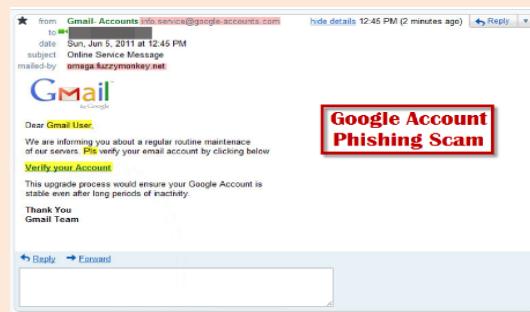 from Gmail- Accounts info.service@google-accounts.com hide details 12:45 PM (2 minutes ago) Reply
to
date Sun, Jun 5, 2011 at 12:45 PM
subject Online Service Message
mailed-by omega.fuzzymonkey.net
Gmail
by Google
Google Account
Phishing Scam
Dear Gmail User,
We are informing you about a regular routine maintenace
of our servers. Pls verify your email account by clicking below
Verify your Account
This upgrade process would ensure your Google Account is
stable even after long periods of inactivity.
Thank You
Gmail Team
Reply Forward